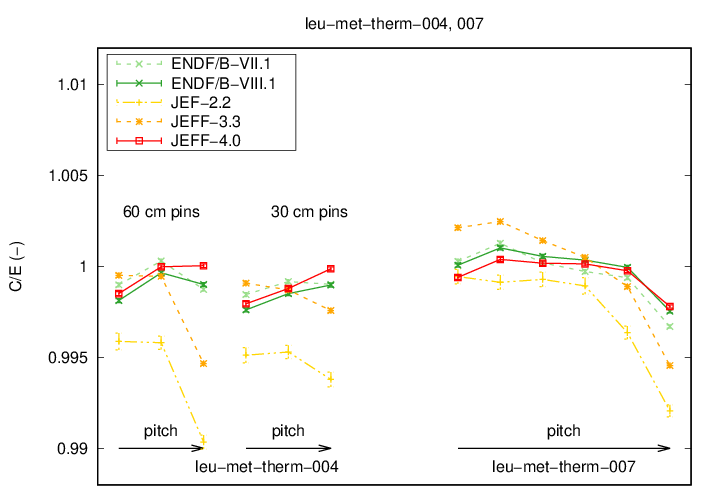 leu−met−therm−004, 007
1.01
1.005
1
0.995
0.99
C/E (−)
ENDF/B−VII.1
ENDF/B−VIII.1
JEF−2.2
JEFF−3.3
JEFF−4.0
60 cm pins
30 cm pins
pitch
pitch
pitch
leu−met−therm−004
leu−met−therm−007